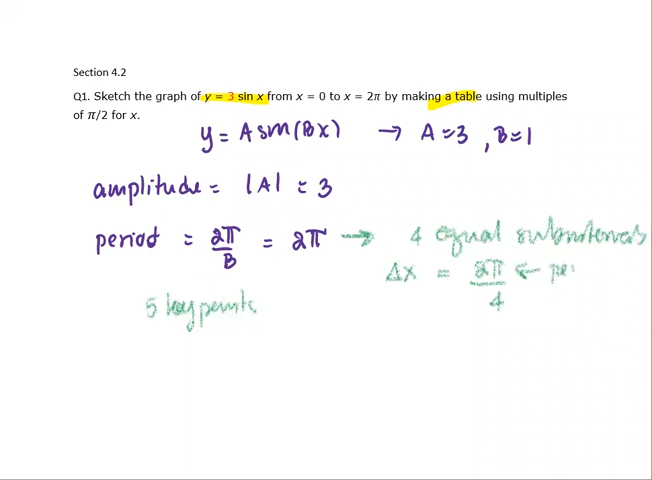 Section 4.2
Q1. Sketch the graph of y = 3 sin x from x = 0 to x = 2π by making a table using multiples
of π/2 for x.
y = A sin(Bx) → A = 3 , B = 1
amplitude = |A| = 3
period = 2π/B = 2π → 4 equal subintervals
Δx = 2π/4 ← pe
5 key points